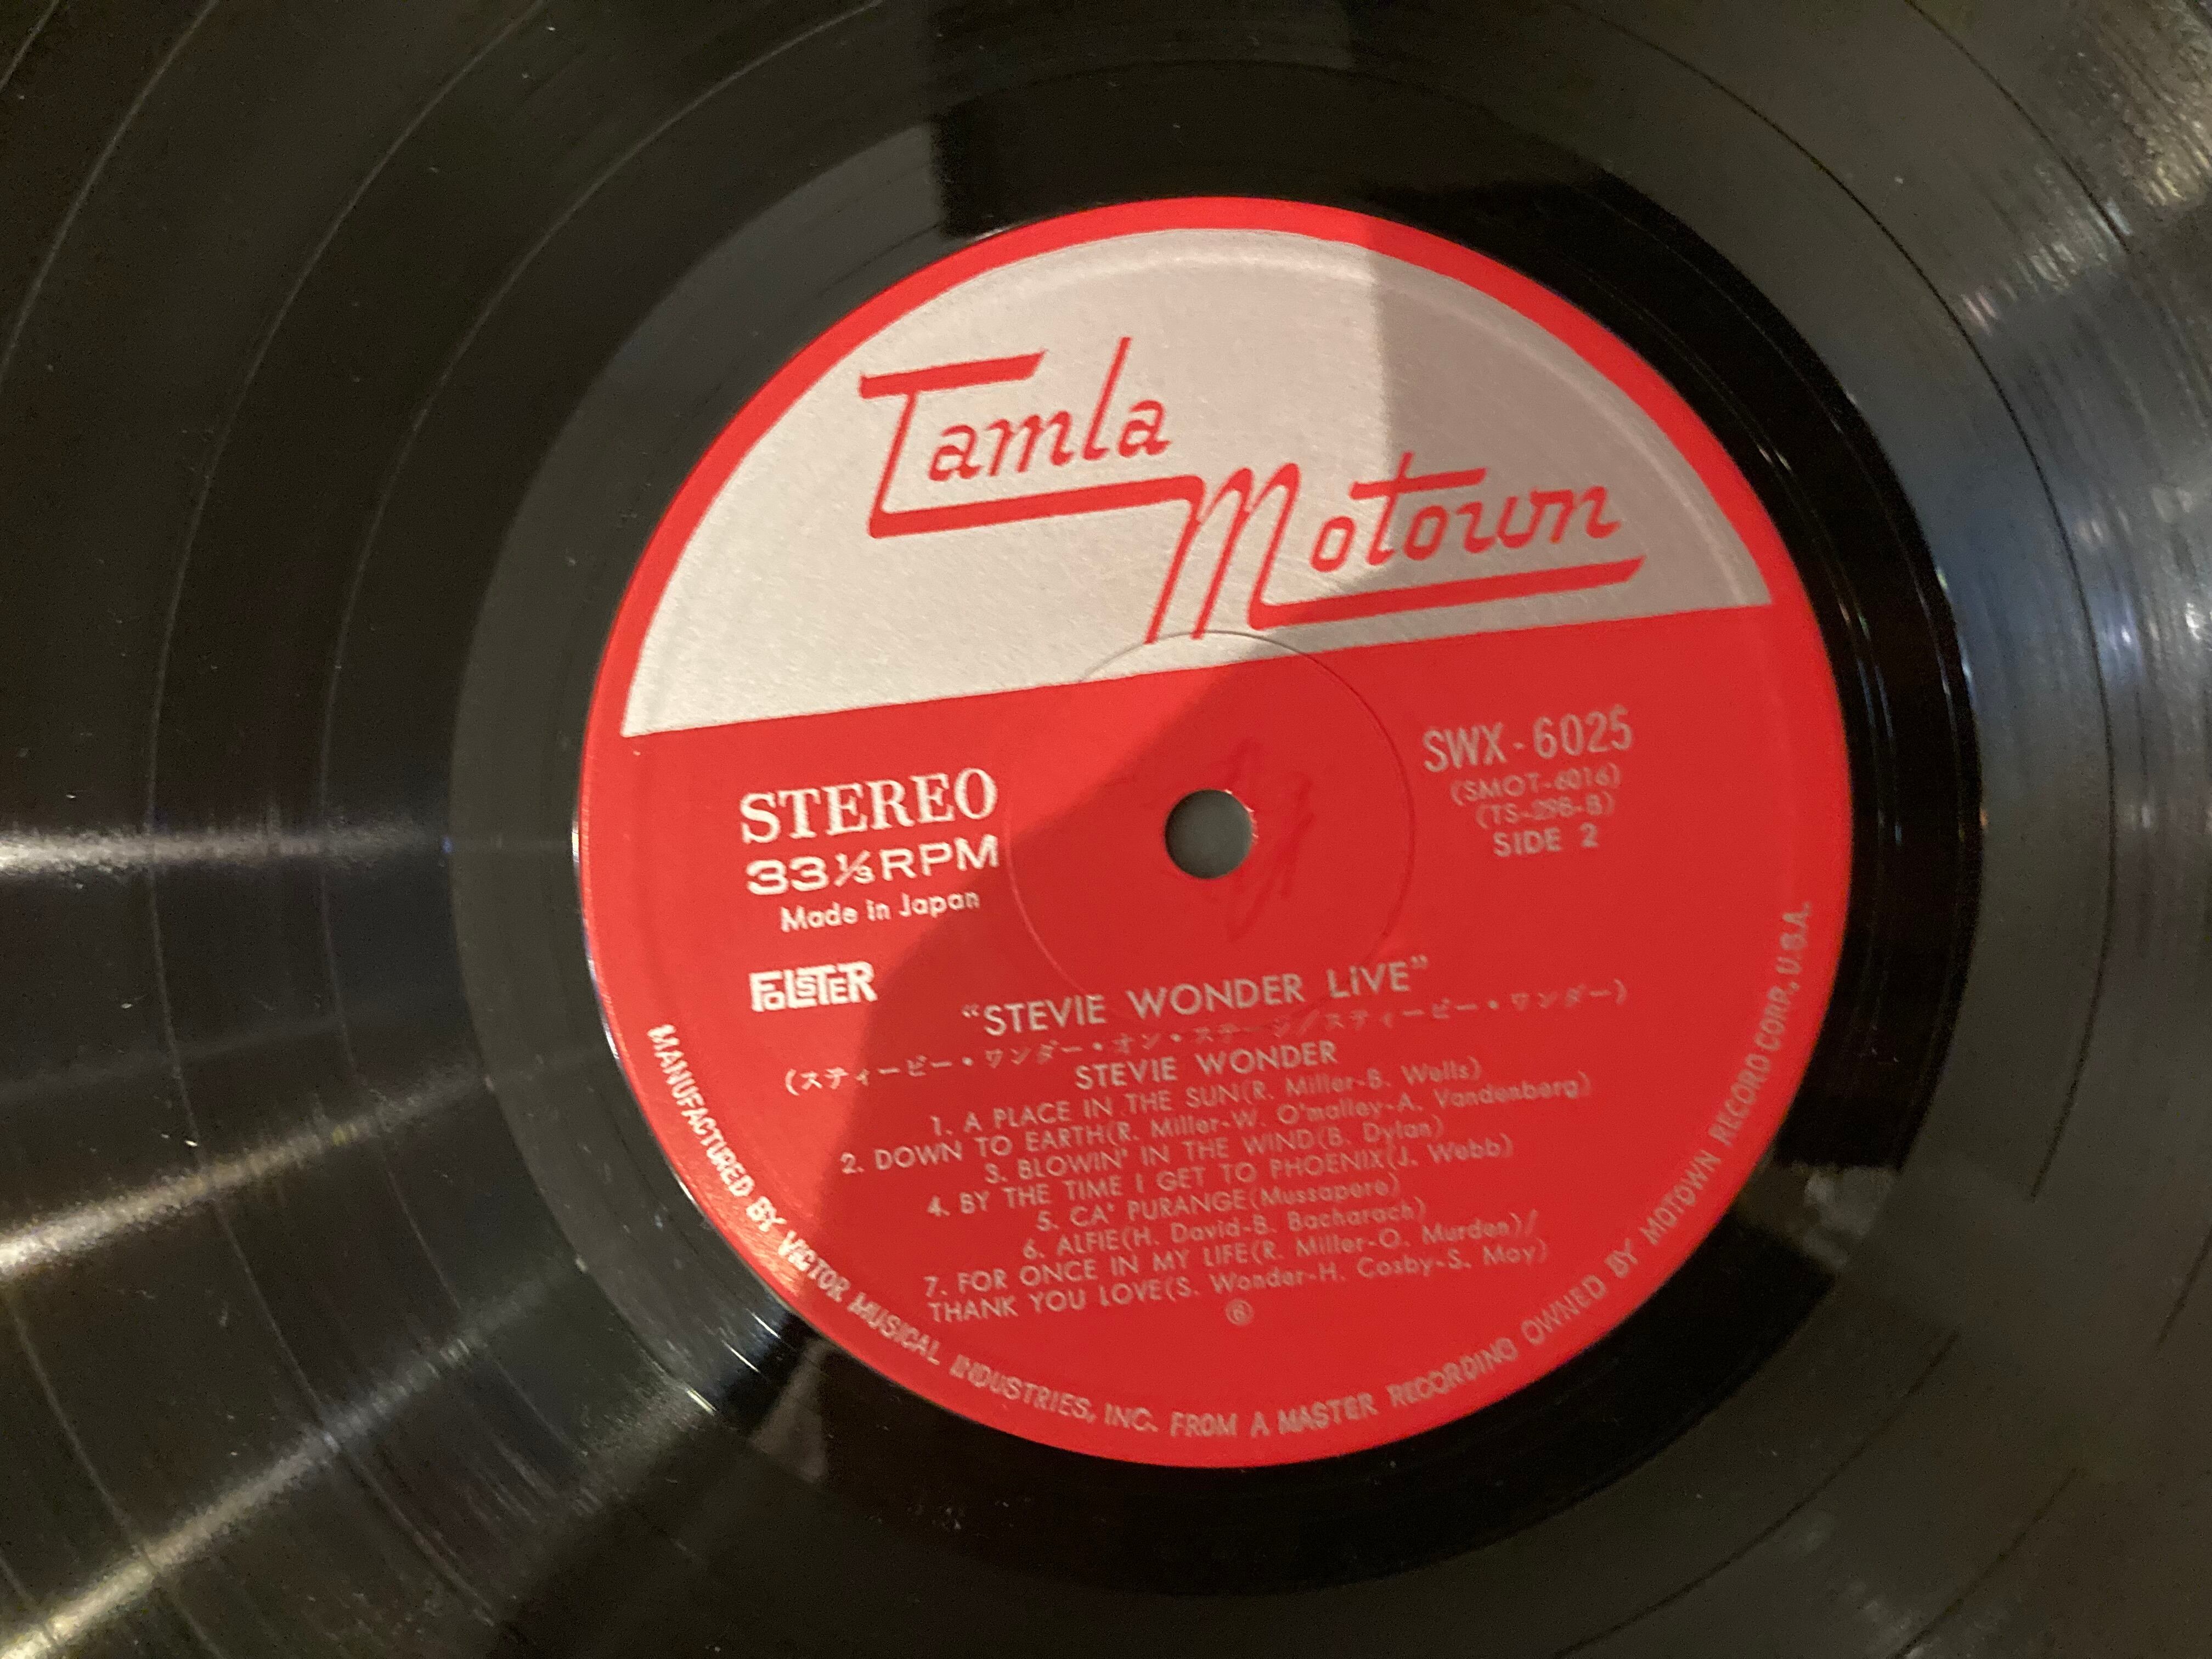 Tamla
Motown
STEREO
33⅓ RPM
Made in Japan
FOLSTER
SWX-6025
(SMOT-6016)
(TS-298-B)
SIDE 2
"STEVIE WONDER LIVE"
(スティービー・ワンダー・オン・ステージ/スティービー・ワンダー)
STEVIE WONDER
1. A PLACE IN THE SUN(R. Miller-B. Wells)
2. DOWN TO EARTH(R. Miller-W. O'malley-A. Vandenberg)
3. BLOWIN' IN THE WIND(B. Dylan)
4. BY THE TIME I GET TO PHOENIX(J. Webb)
5. CA' PURANGE(Mussapere)
6. ALFIE(H. David-B. Bacharach)
7. FOR ONCE IN MY LIFE(R. Miller-O. Murden)/
THANK YOU LOVE(S. Wonder-H. Cosby-S. Moy)
MANUFACTURED BY VICTOR MUSICAL INDUSTRIES, INC. FROM A MASTER RECORDING OWNED BY MOTOWN RECORD CORP., U.S.A.